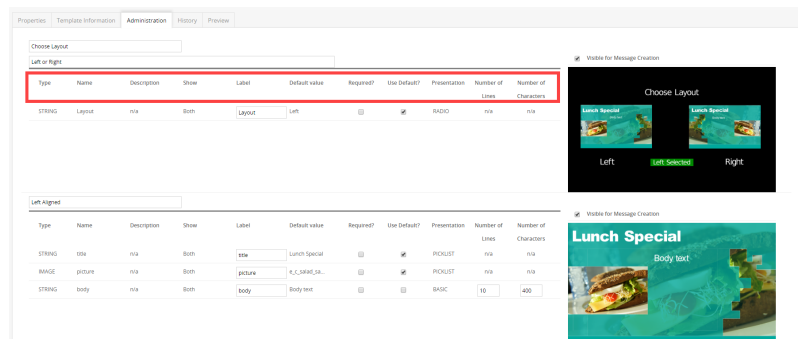 Properties Template Information Administration History Preview
Choose Layout
Left or Right
Visible for Message Creation
Type Name Description Show Label Default value Required? Use Default? Presentation Number of Lines Number of Characters
STRING Layout n/a Both Layout Left RADIO n/a n/a
Choose Layout
Lunch Special
Lunch Special
Left Left Selected Right
Left Aligned
Visible for Message Creation
Type Name Description Show Label Default value Required? Use Default? Presentation Number of Lines Number of Characters
STRING title n/a Both title Lunch Special PICKLIST n/a n/a
IMAGE picture n/a Both picture e_c_salad_sa... PICKLIST n/a n/a
STRING body n/a Both body Body text BASIC 10 400
Lunch Special
Body text